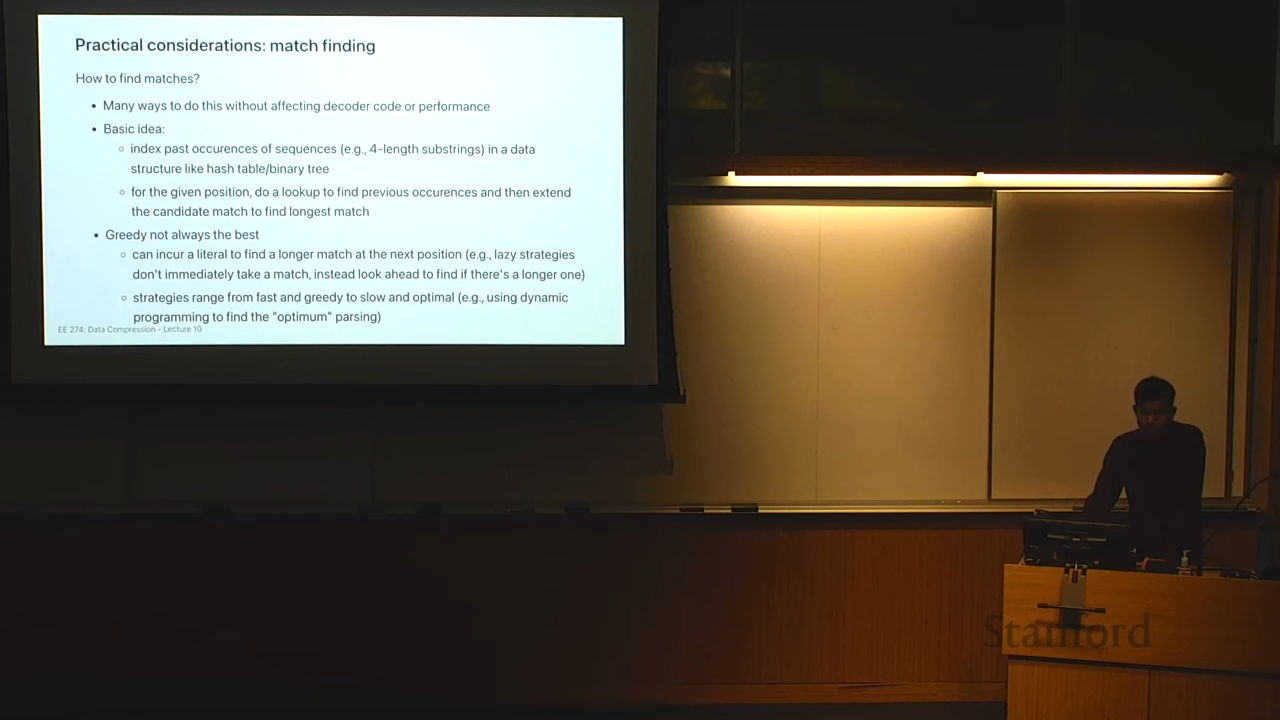 Practical considerations: match finding
How to find matches?
• Many ways to do this without affecting decoder code or performance
• Basic idea:
◦ index past occurences of sequences (e.g., 4-length substrings) in a data
structure like hash table/binary tree
◦ for the given position, do a lookup to find previous occurences and then extend
the candidate match to find longest match
• Greedy not always the best
◦ can incur a literal to find a longer match at the next position (e.g., lazy strategies
don't immediately take a match, instead look ahead to find if there's a longer one)
◦ strategies range from fast and greedy to slow and optimal (e.g., using dynamic
programming to find the "optimum" parsing)
EE 274: Data Compression - Lecture 10
Stanford